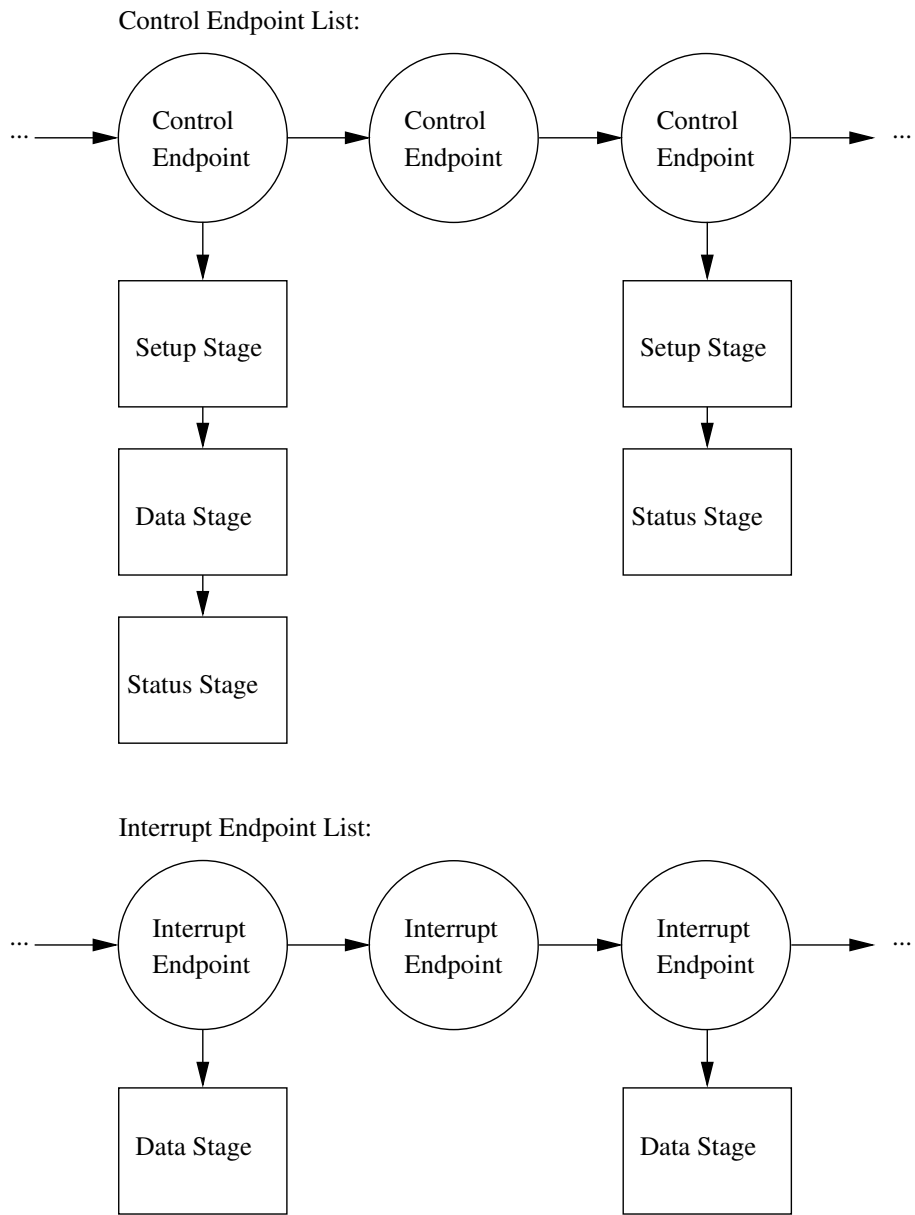 Control Endpoint List:
... Control Control Control ...
Endpoint Endpoint Endpoint
Setup Stage Setup Stage
Data Stage Status Stage
Status Stage
Interrupt Endpoint List:
... Interrupt Interrupt Interrupt ...
Endpoint Endpoint Endpoint
Data Stage Data Stage